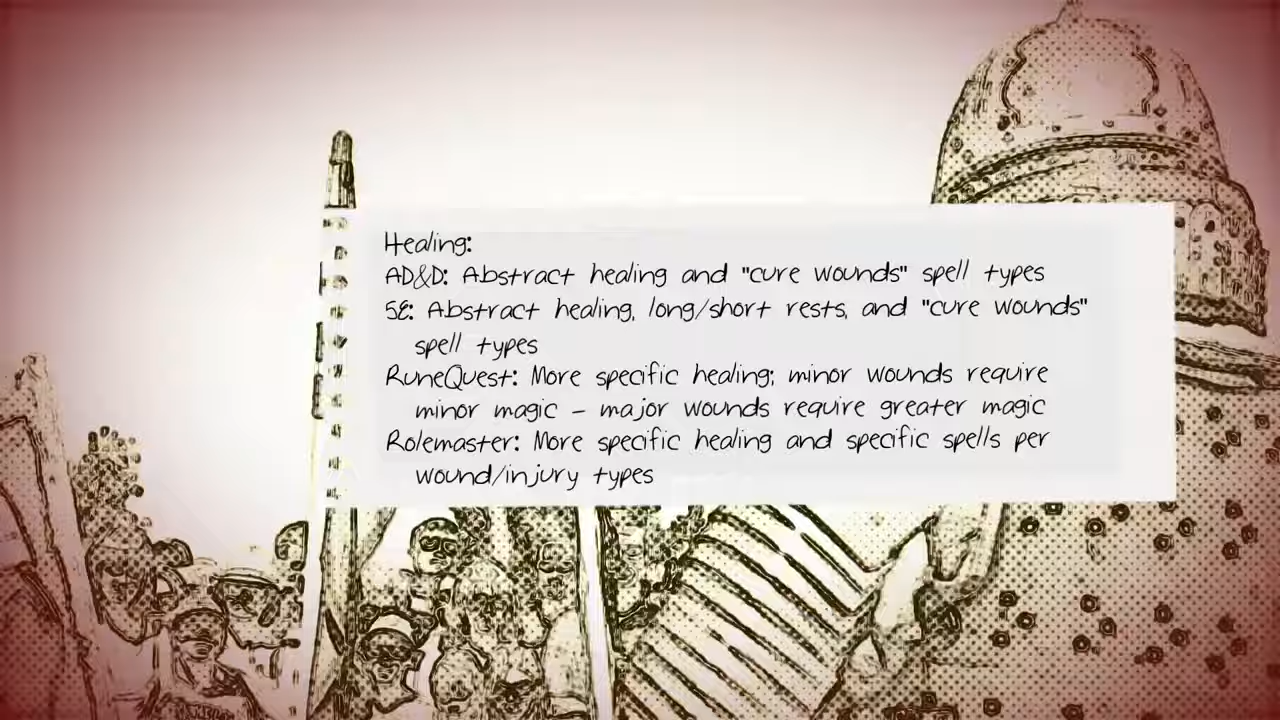 Healing:
AD&D: Abstract healing and "cure wounds" spell types
5E: Abstract healing, long/short rests, and "cure wounds"
spell types
RuneQuest: More specific healing; minor wounds require
minor magic - major wounds require greater magic
Rolemaster: More specific healing and specific spells per
wound/injury types